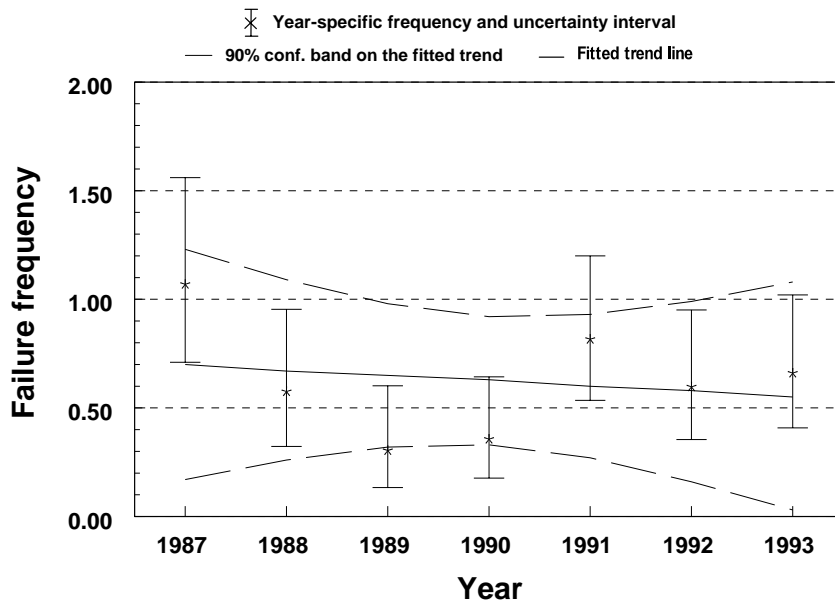 Year-specific frequency and uncertainty interval
90% conf. band on the fitted trend Fitted trend line
2.00
1.50
1.00
0.50
0.00
Failure frequency
1987 1988 1989 1990 1991 1992 1993
Year